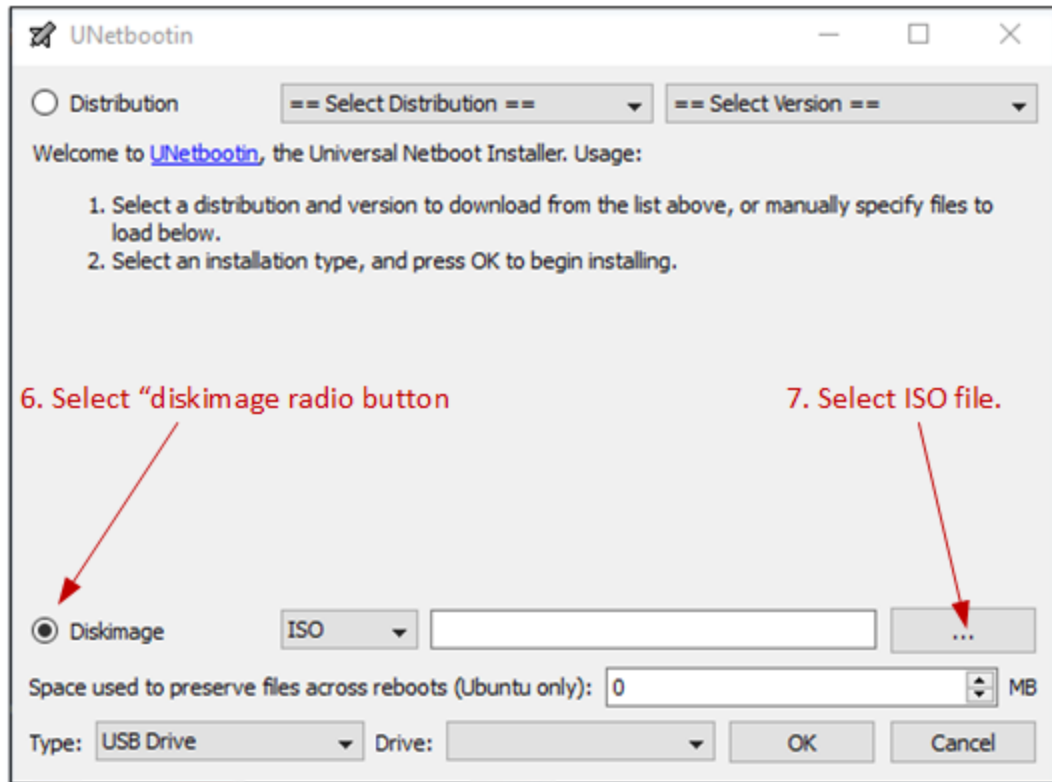 UNetbootin
Distribution == Select Distribution == == Select Version ==
Welcome to UNetbootin, the Universal Netboot Installer. Usage:
1. Select a distribution and version to download from the list above, or manually specify files to
load below.
2. Select an installation type, and press OK to begin installing.
6. Select “diskimage radio button 7. Select ISO file.
Diskimage ISO ...
Space used to preserve files across reboots (Ubuntu only): 0 MB
Type: USB Drive Drive: OK Cancel